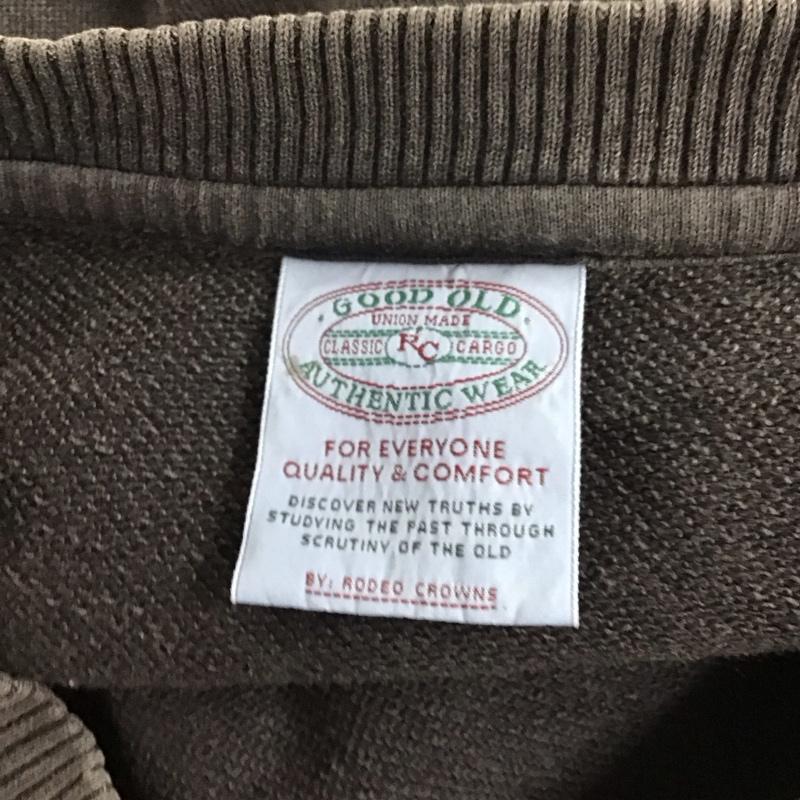 GOOD OLD
UNION MADE
CLASSIC RC CARGO
AUTHENTIC WEAR
FOR EVERYONE
QUALITY & COMFORT
DISCOVER NEW TRUTHS BY
STUDYING THE PAST THROUGH
SCRUTINY OF THE OLD
BY: RODEO CROWNS